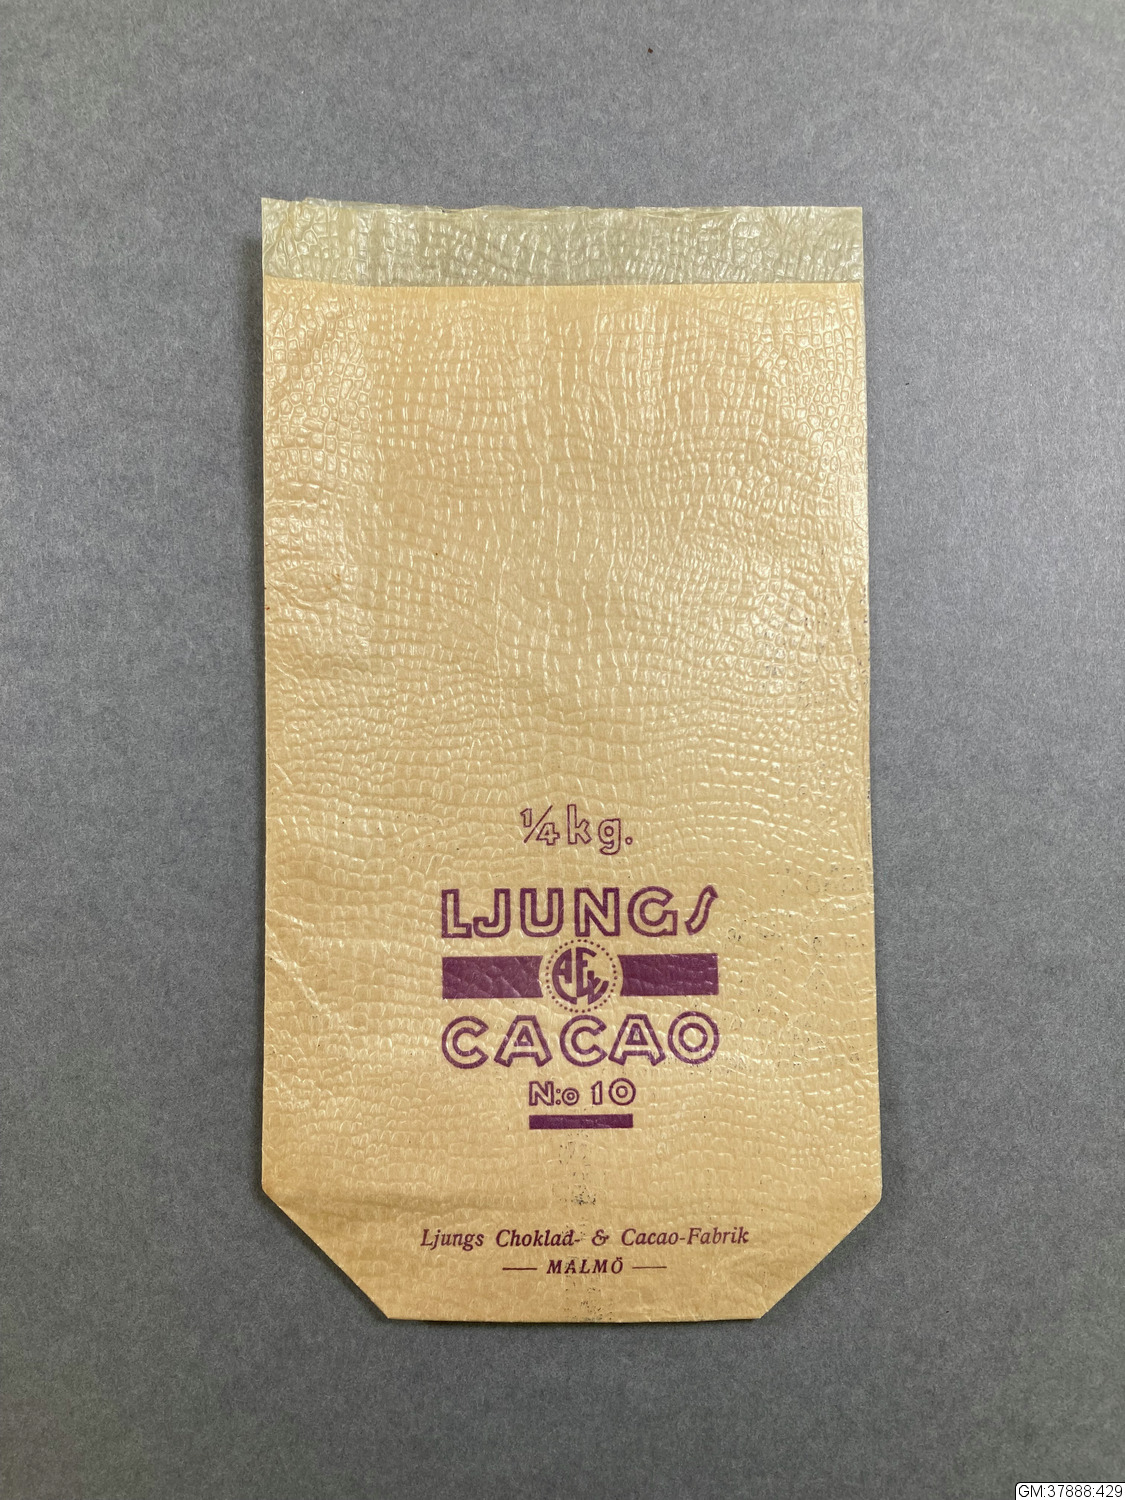 ¼ kg.
LJUNGS
CACAO
N:o 10
Ljungs Choklad- & Cacao-Fabrik
— MALMÖ —
GM:37888:429